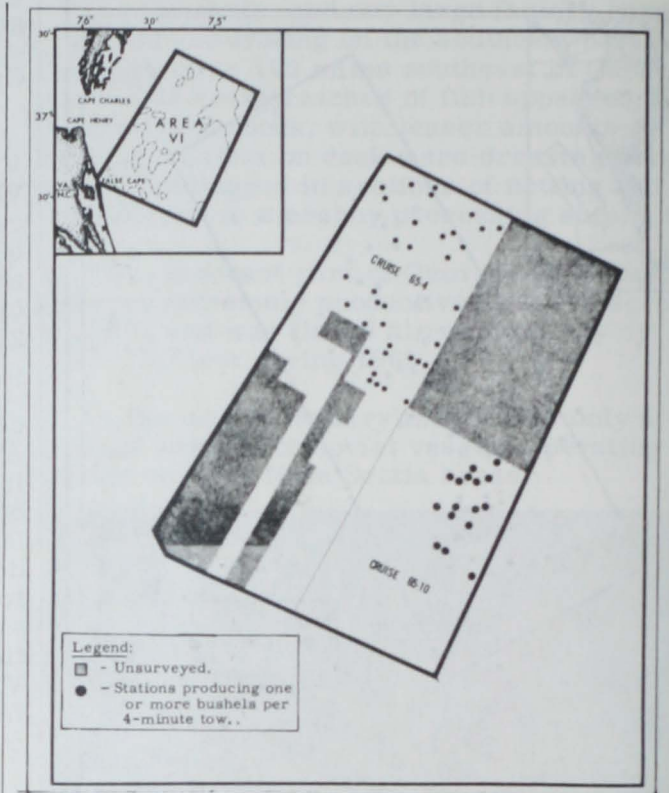 76° 30' 75°
30'
CAPE CHARLES
37°
CAPE HENRY
AREA
VI
FALSE CAPE
VA.
N.C.
30'
CRUISE 65-4
CRUISE 65-10
Legend:
- Unsurveyed.
- Stations producing one
or more bushels per
4-minute tow..